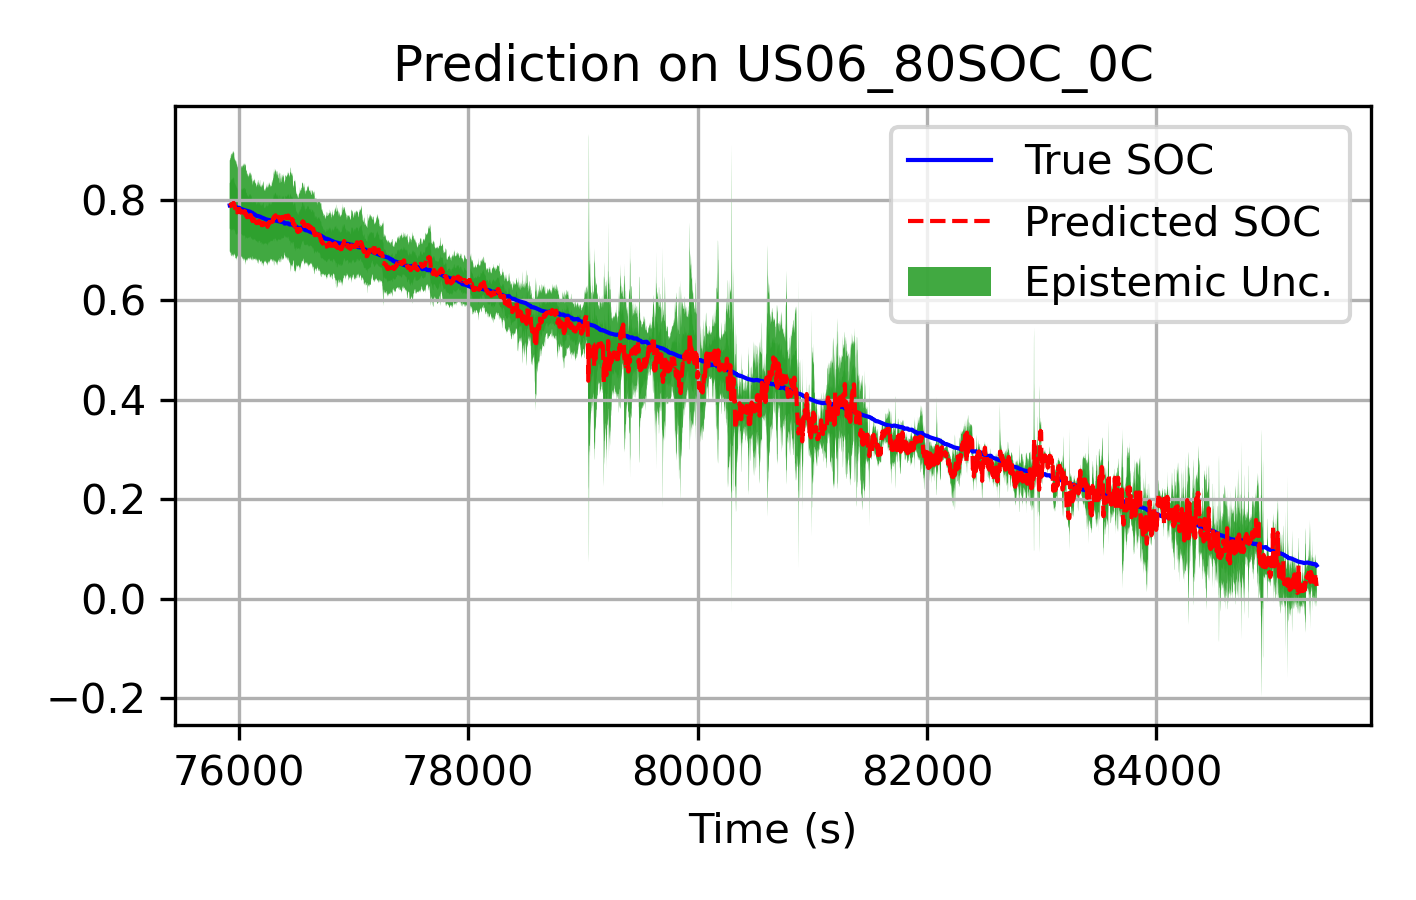 Prediction on US06_80SOC_0C
True SOC
Predicted SOC
Epistemic Unc.
0.8
0.6
0.4
0.2
0.0
−0.2
76000 78000 80000 82000 84000
Time (s)